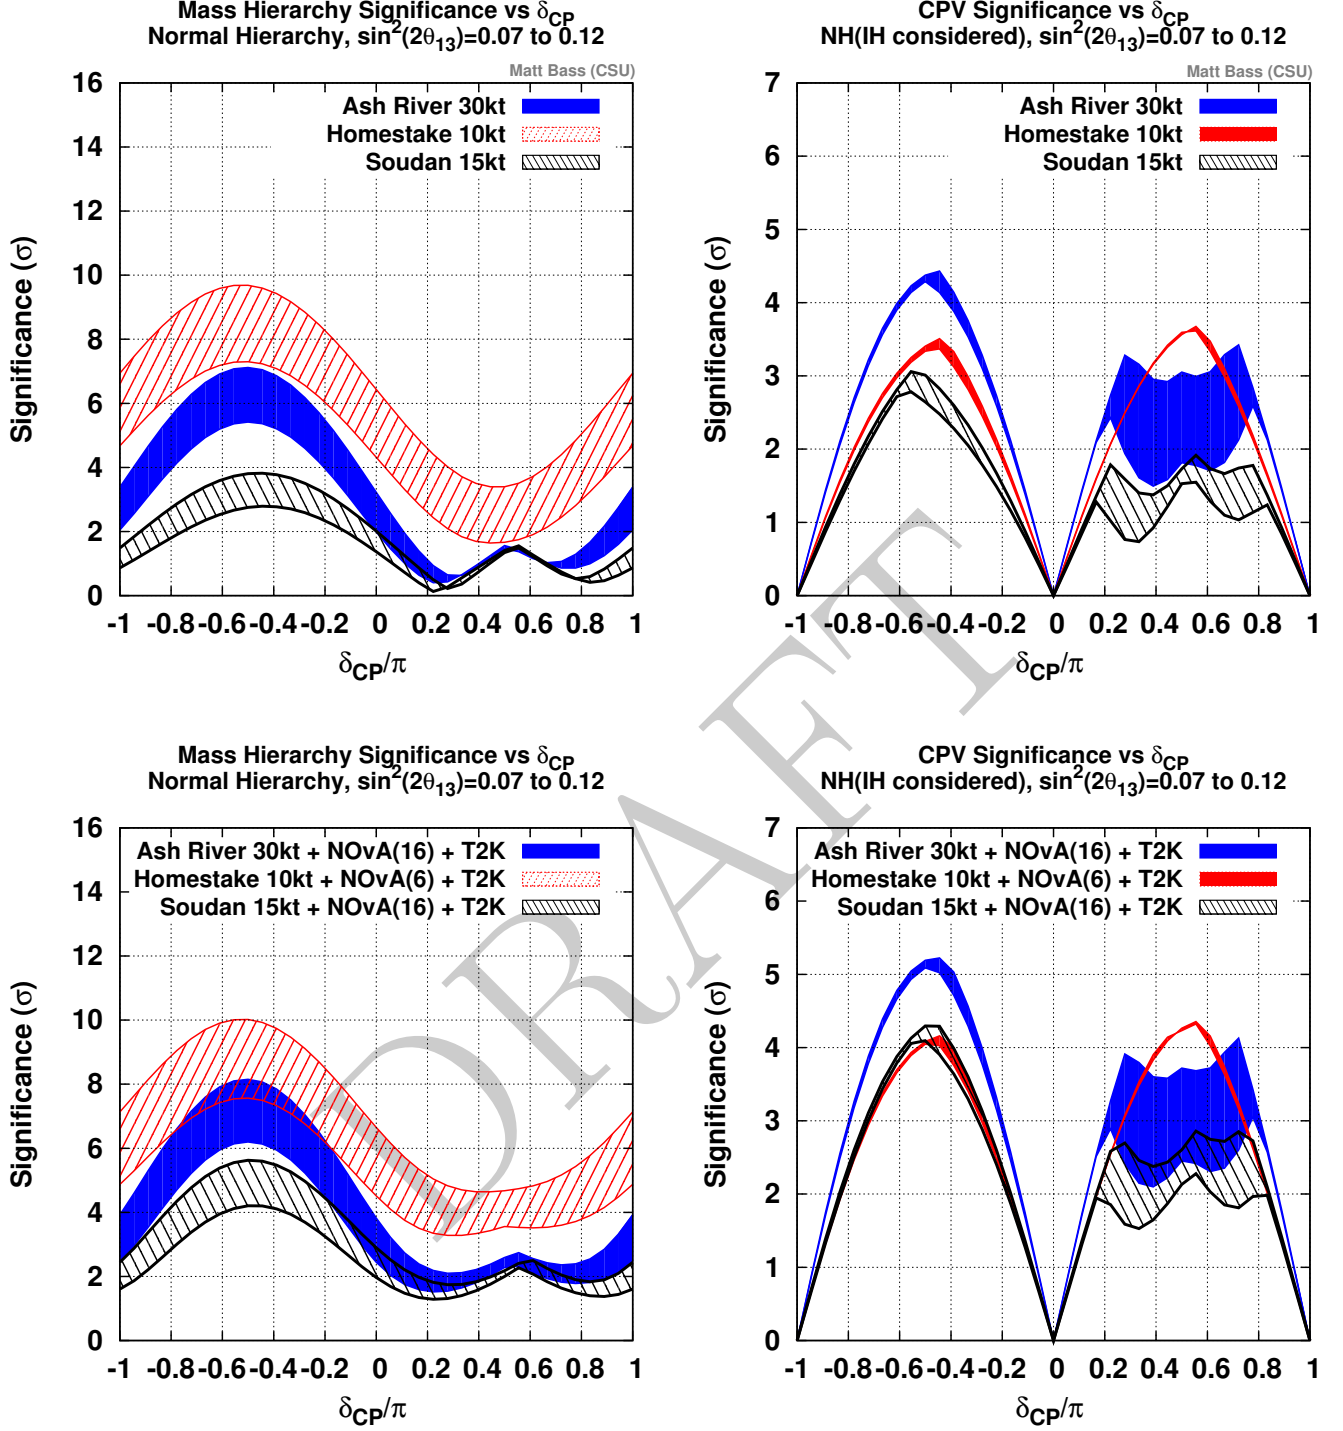 Mass Hierarchy Significance vs δCP
Normal Hierarchy, sin²(2θ₁₃)=0.07 to 0.12
Matt Bass (CSU)
Ash River 30kt
Homestake 10kt
Soudan 15kt
Significance (σ)
16
14
12
10
8
6
4
2
0
-1 -0.8 -0.6 -0.4 -0.2 0 0.2 0.4 0.6 0.8 1
δCP/π
CPV Significance vs δCP
NH(IH considered), sin²(2θ₁₃)=0.07 to 0.12
Matt Bass (CSU)
Ash River 30kt
Homestake 10kt
Soudan 15kt
Significance (σ)
7
6
5
4
3
2
1
0
-1 -0.8 -0.6 -0.4 -0.2 0 0.2 0.4 0.6 0.8 1
δCP/π
DRAFT
Mass Hierarchy Significance vs δCP
Normal Hierarchy, sin²(2θ₁₃)=0.07 to 0.12
Ash River 30kt + NOvA(16) + T2K
Homestake 10kt + NOvA(6) + T2K
Soudan 15kt + NOvA(16) + T2K
Significance (σ)
16
14
12
10
8
6
4
2
0
-1 -0.8 -0.6 -0.4 -0.2 0 0.2 0.4 0.6 0.8 1
δCP/π
CPV Significance vs δCP
NH(IH considered), sin²(2θ₁₃)=0.07 to 0.12
Ash River 30kt + NOvA(16) + T2K
Homestake 10kt + NOvA(6) + T2K
Soudan 15kt + NOvA(16) + T2K
Significance (σ)
7
6
5
4
3
2
1
0
-1 -0.8 -0.6 -0.4 -0.2 0 0.2 0.4 0.6 0.8 1
δCP/π